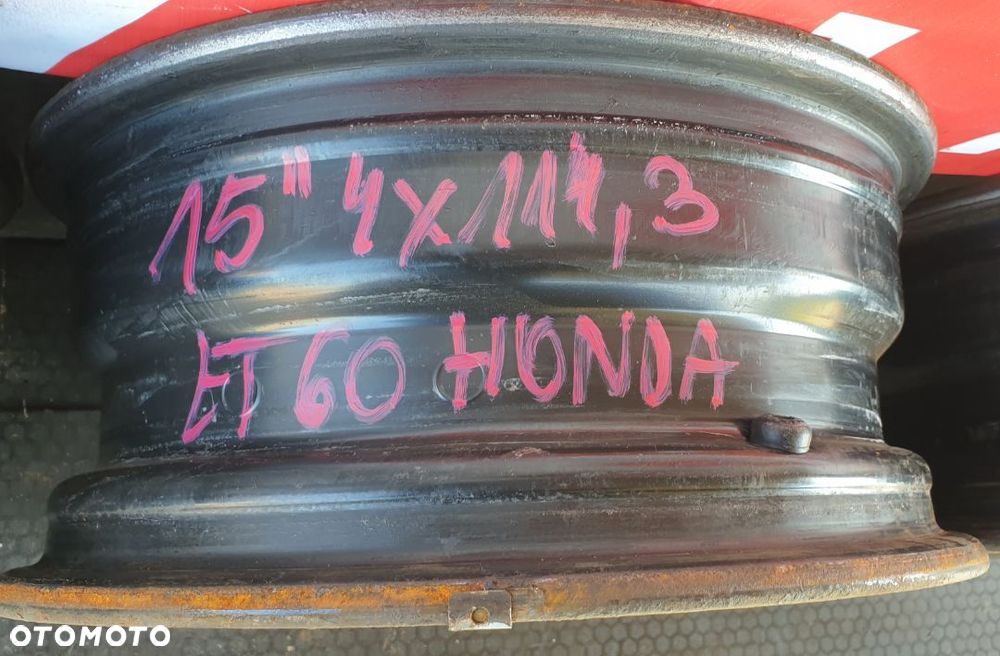 15" 4x114,3
ET 60 HONDA
OTOMOTO